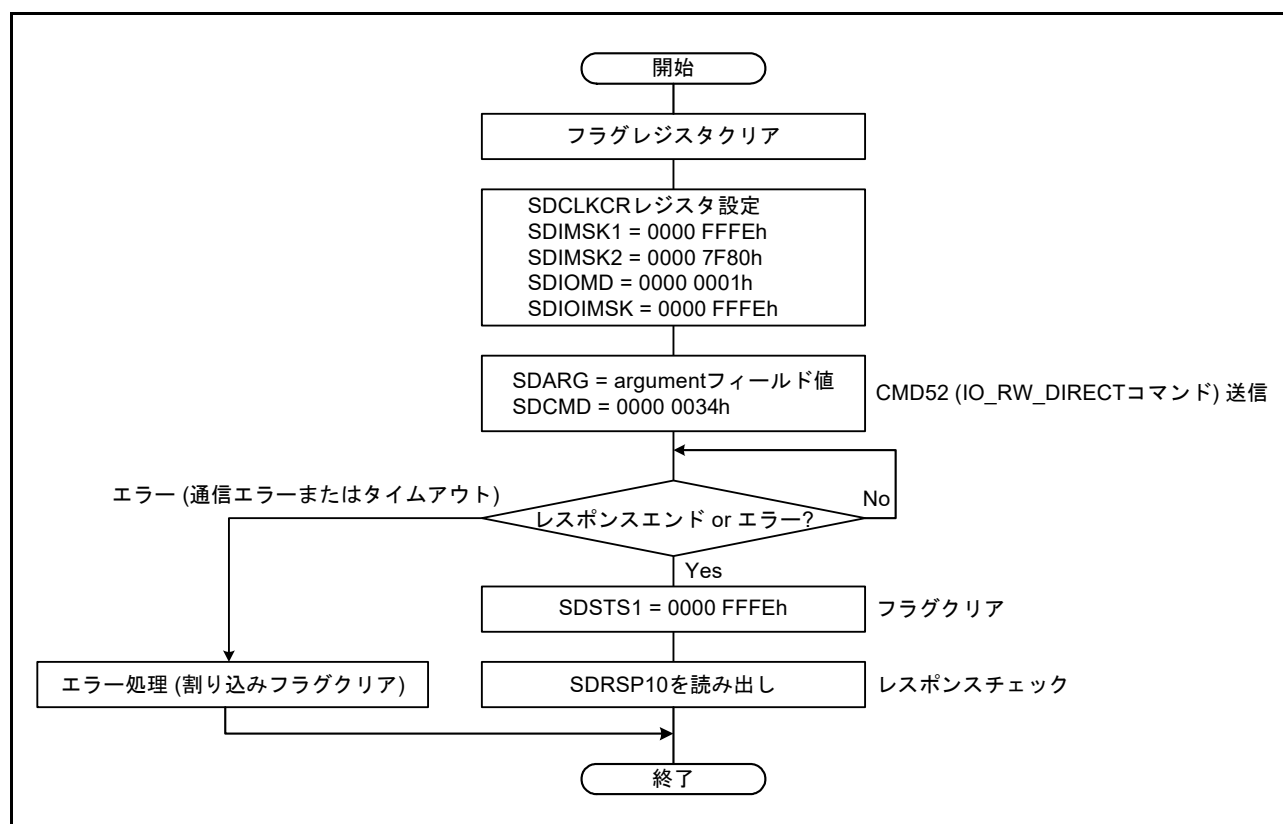 開始
フラグレジスタクリア
SDCLKCRレジスタ設定
SDIMSK1 = 0000 FFFEh
SDIMSK2 = 0000 7F80h
SDIOMD = 0000 0001h
SDIOIMSK = 0000 FFFEh
SDARG = argumentフィールド値
SDCMD = 0000 0034h
CMD52 (IO_RW_DIRECTコマンド) 送信
エラー (通信エラーまたはタイムアウト)
No
レスポンスエンド or エラー?
Yes
SDSTS1 = 0000 FFFEh
フラグクリア
エラー処理 (割り込みフラグクリア)
SDRSP10を読み出し
レスポンスチェック
終了